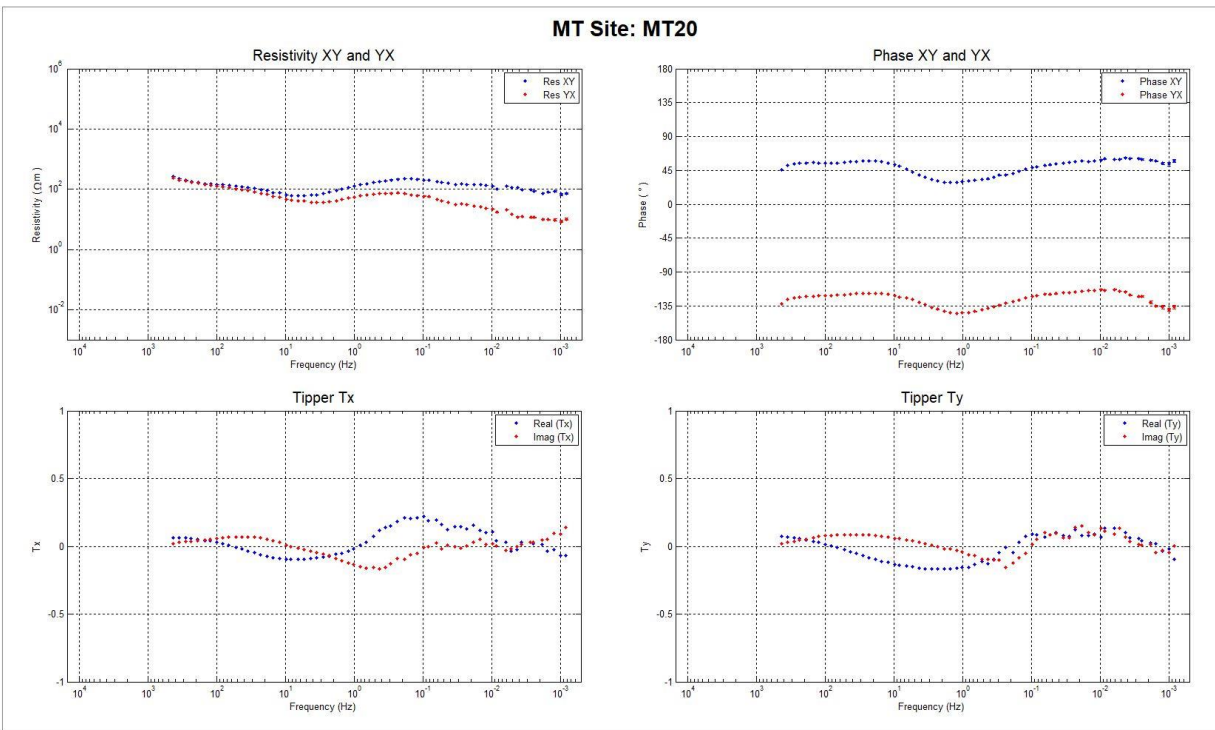 MT Site: MT20
Resistivity XY and YX
Res XY
Res YX
10^6
10^4
10^2
10^0
10^-2
Resistivity (Ω m)
10^4 10^3 10^2 10^1 10^0 10^-1 10^-2 10^-3
Frequency (Hz)
Phase XY and YX
Phase XY
Phase YX
180
135
90
45
0
-45
-90
-135
-180
Phase ( ° )
10^4 10^3 10^2 10^1 10^0 10^-1 10^-2 10^-3
Frequency (Hz)
Tipper Tx
Real (Tx)
Imag (Tx)
1
0.5
0
-0.5
-1
Tx
10^4 10^3 10^2 10^1 10^0 10^-1 10^-2 10^-3
Frequency (Hz)
Tipper Ty
Real (Ty)
Imag (Ty)
1
0.5
0
-0.5
-1
Ty
10^4 10^3 10^2 10^1 10^0 10^-1 10^-2 10^-3
Frequency (Hz)